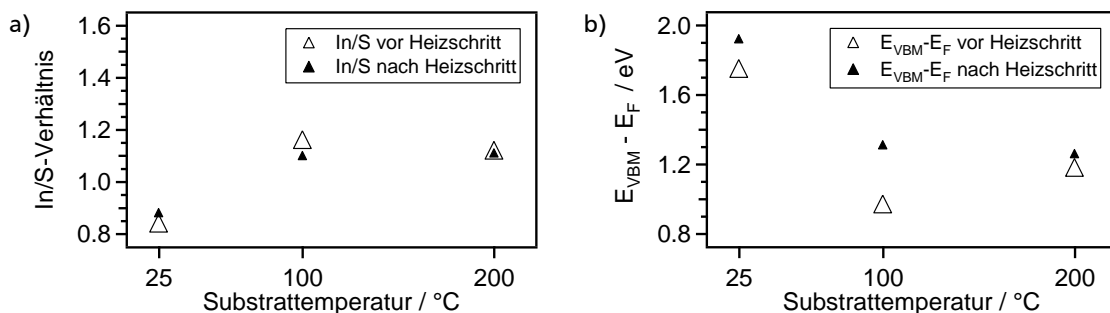 a)
In/S-Verhältnis
1.6
1.4
1.2
1.0
0.8
In/S vor Heizschritt
In/S nach Heizschritt
25
100
200
Substrattemperatur / °C
b)
E_VBM - E_F / eV
2.0
1.6
1.2
0.8
E_VBM-E_F vor Heizschritt
E_VBM-E_F nach Heizschritt
25
100
200
Substrattemperatur / °C